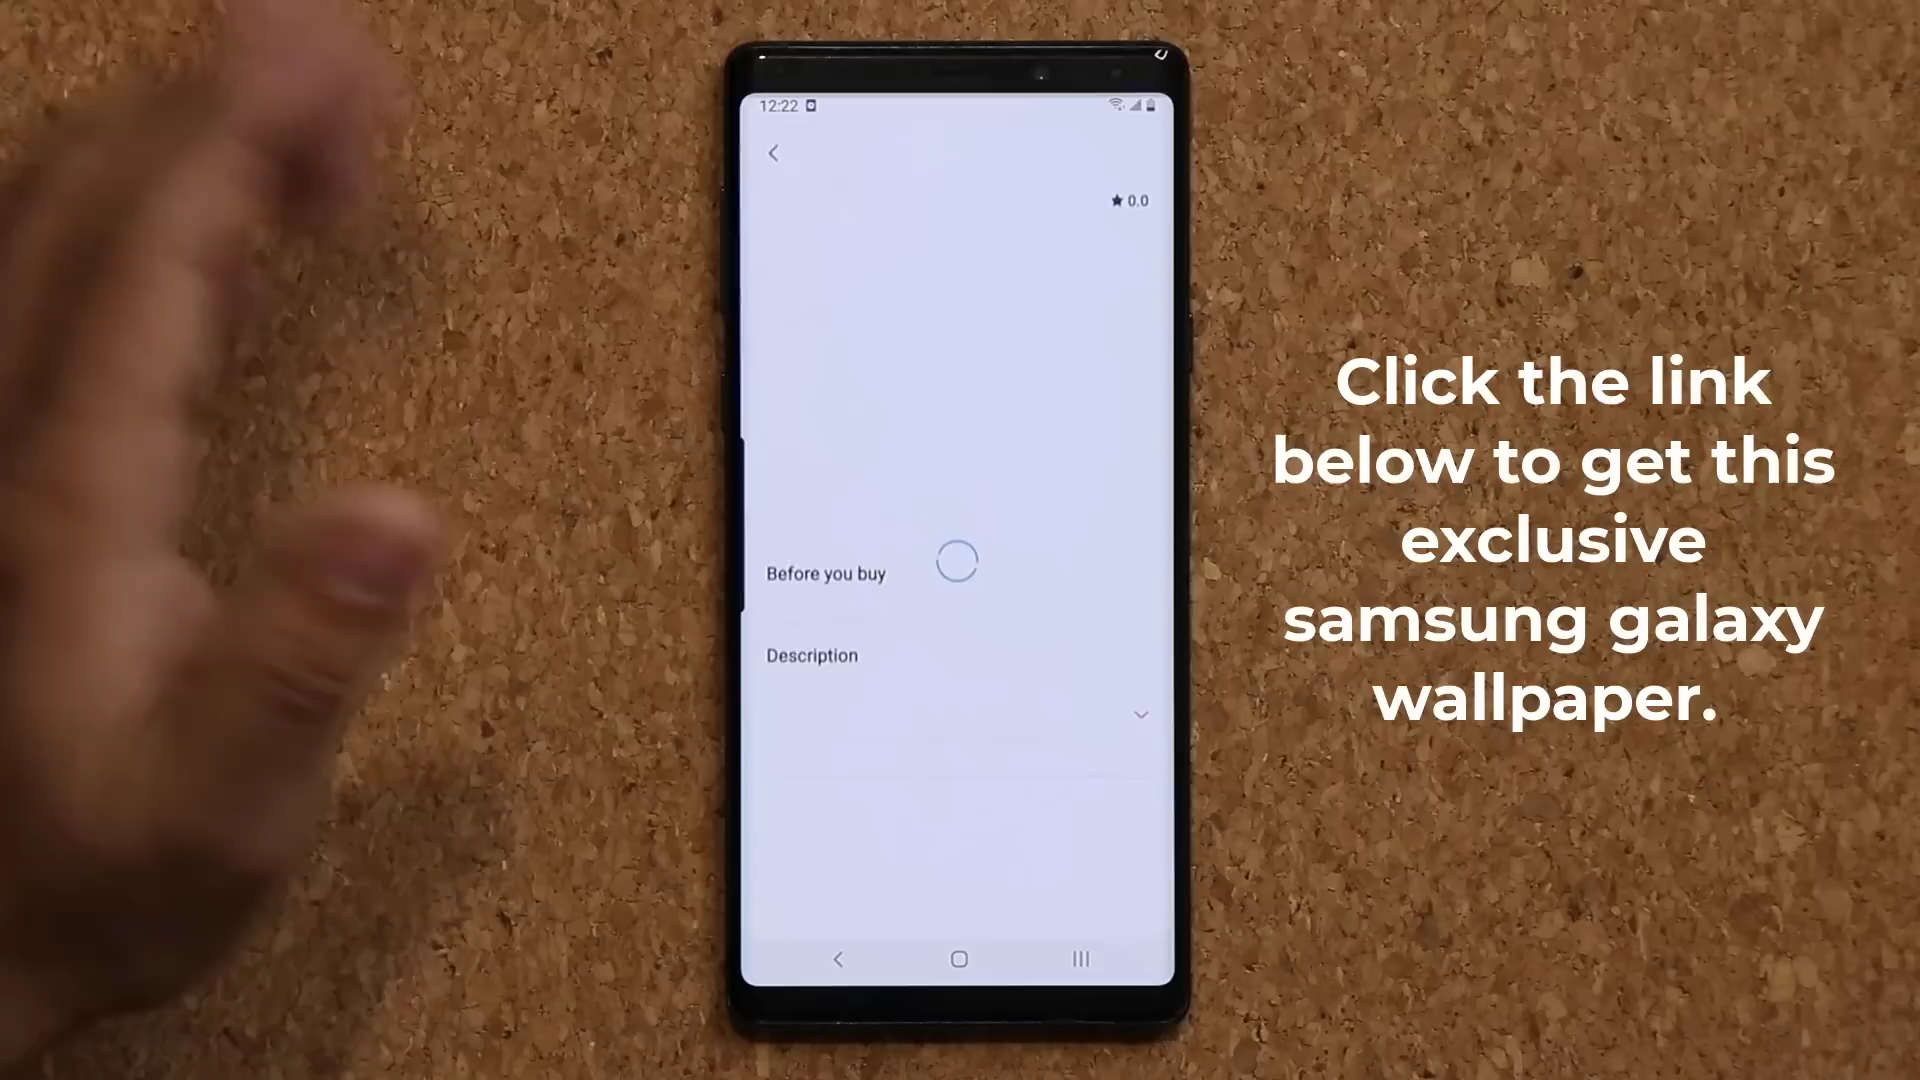 12:22
★ 0.0
Before you buy
Description
Click the link
below to get this
exclusive
samsung galaxy
wallpaper.